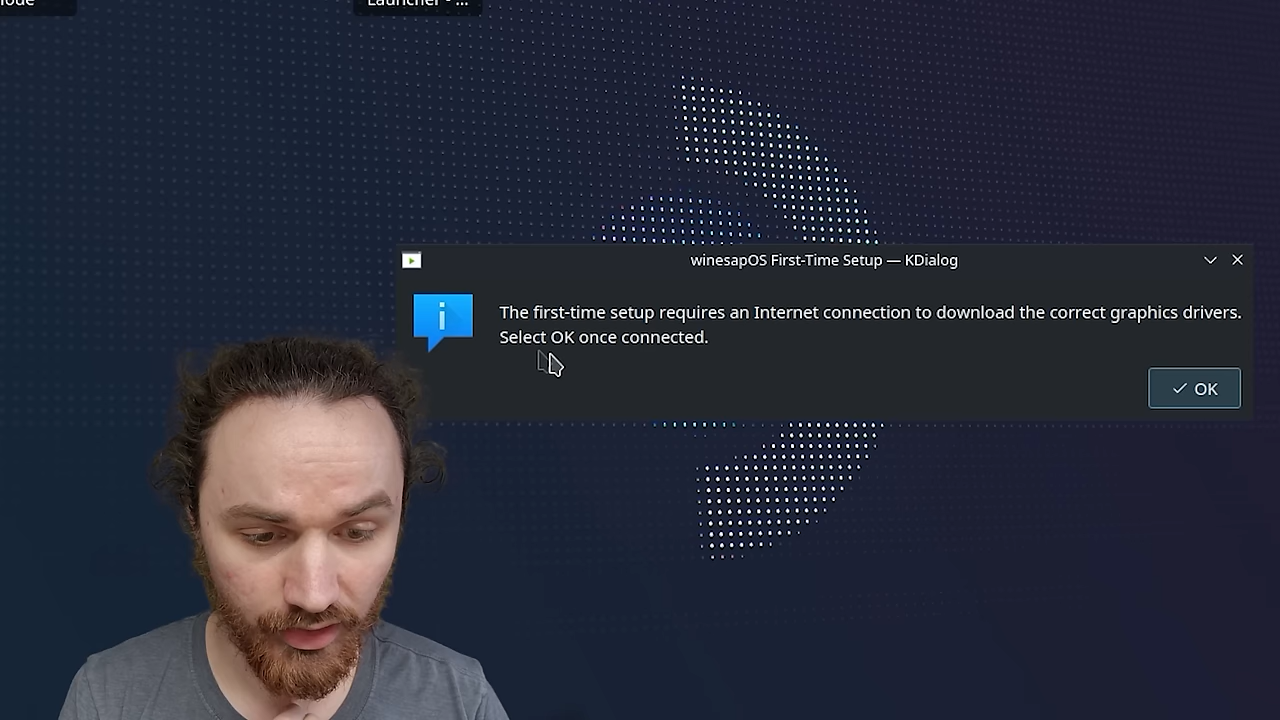 Launcher - ...
winesapOS First-Time Setup — KDialog
The first-time setup requires an Internet connection to download the correct graphics drivers.
Select OK once connected.
OK